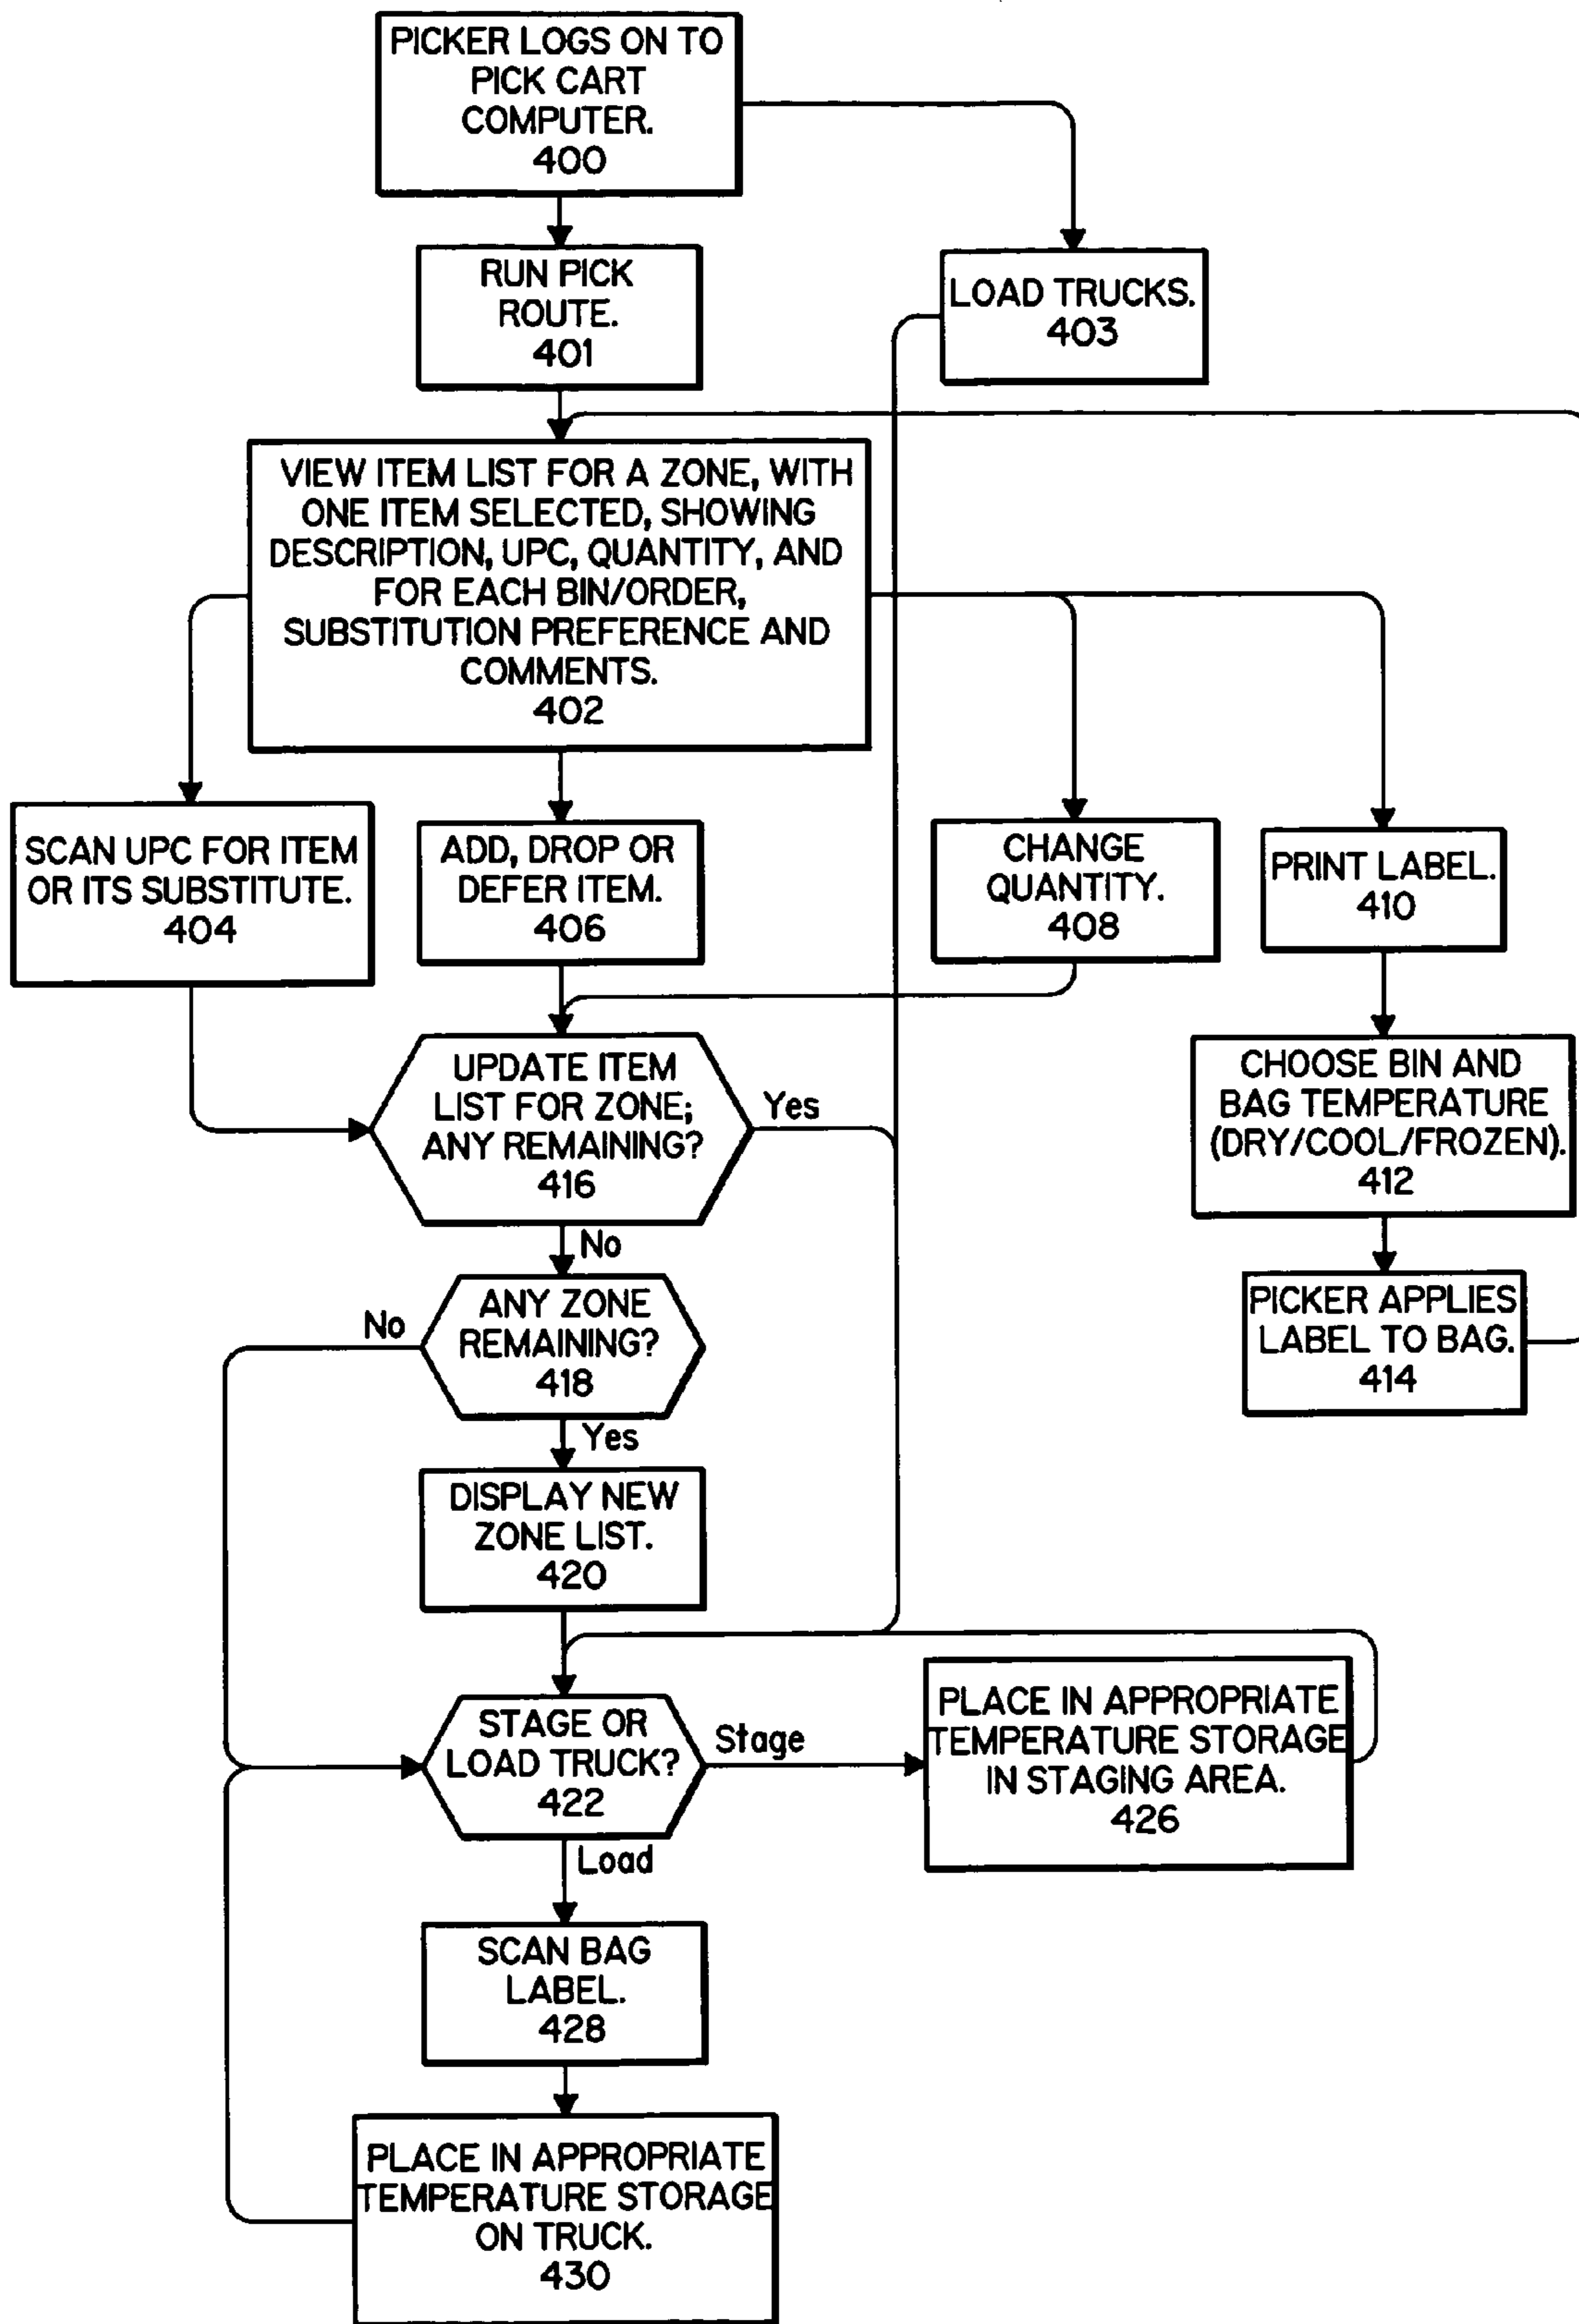 PICKER LOGS ON TO
PICK CART
COMPUTER.
400
RUN PICK
ROUTE.
401
LOAD TRUCKS.
403
VIEW ITEM LIST FOR A ZONE, WITH
ONE ITEM SELECTED, SHOWING
DESCRIPTION, UPC, QUANTITY, AND
FOR EACH BIN/ORDER,
SUBSTITUTION PREFERENCE AND
COMMENTS.
402
SCAN UPC FOR ITEM
OR ITS SUBSTITUTE.
404
ADD, DROP OR
DEFER ITEM.
406
CHANGE
QUANTITY.
408
PRINT LABEL.
410
CHOOSE BIN AND
BAG TEMPERATURE
(DRY/COOL/FROZEN).
412
UPDATE ITEM
LIST FOR ZONE;
ANY REMAINING?
416
Yes
No
PICKER APPLIES
LABEL TO BAG.
414
ANY ZONE
REMAINING?
418
No
Yes
DISPLAY NEW
ZONE LIST.
420
STAGE OR
LOAD TRUCK?
422
Stage
Load
PLACE IN APPROPRIATE
TEMPERATURE STORAGE
IN STAGING AREA.
426
SCAN BAG
LABEL.
428
PLACE IN APPROPRIATE
TEMPERATURE STORAGE
ON TRUCK.
430